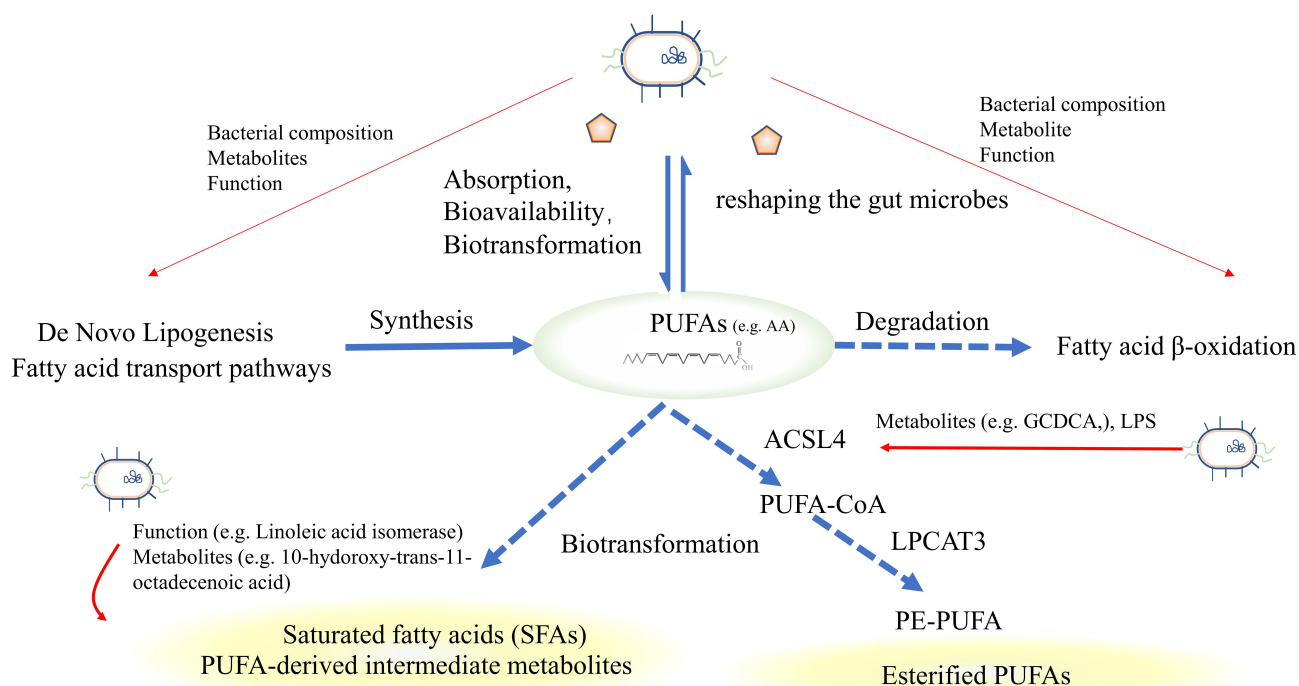 Bacterial composition
Metabolites
Function
Bacterial composition
Metabolite
Function
Absorption,
Bioavailability,
Biotransformation
reshaping the gut microbes
De Novo Lipogenesis
Fatty acid transport pathways
Synthesis
PUFAs (e.g. AA)
O
C
OH
Degradation
Fatty acid β-oxidation
Metabolites (e.g. GCDCA,), LPS
ACSL4
PUFA-CoA
Function (e.g. Linoleic acid isomerase)
Metabolites (e.g. 10-hydoroxy-trans-11-
octadecenoic acid)
Biotransformation
LPCAT3
PE-PUFA
Saturated fatty acids (SFAs)
PUFA-derived intermediate metabolites
Esterified PUFAs